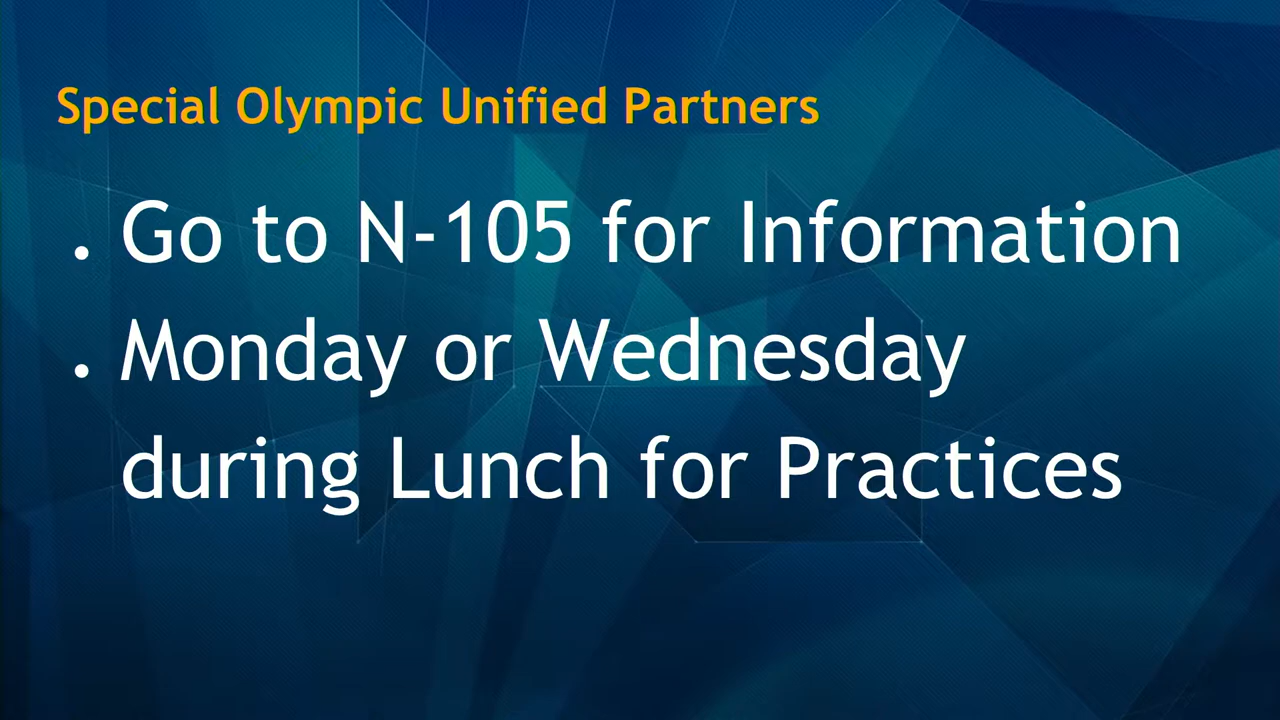 Special Olympic Unified Partners
. Go to N-105 for Information
. Monday or Wednesday
during Lunch for Practices